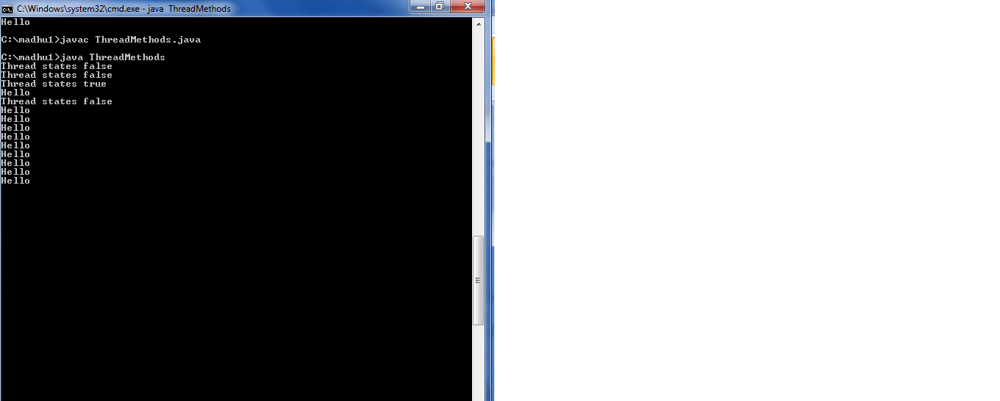 C:\Windows\system32\cmd.exe - java  ThreadMethods
Hello
C:\madhu1>javac ThreadMethods.java
C:\madhu1>java ThreadMethods
Thread states false
Thread states false
Thread states true
Hello
Thread states false
Hello
Hello
Hello
Hello
Hello
Hello
Hello
Hello
Hello